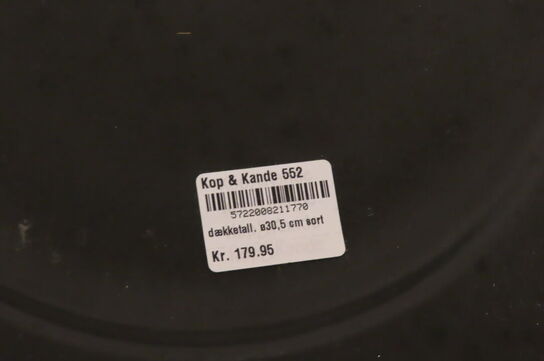 Kop & Kande 552
5722008211770
dækketall. ø30,5 cm sort
Kr. 179.95